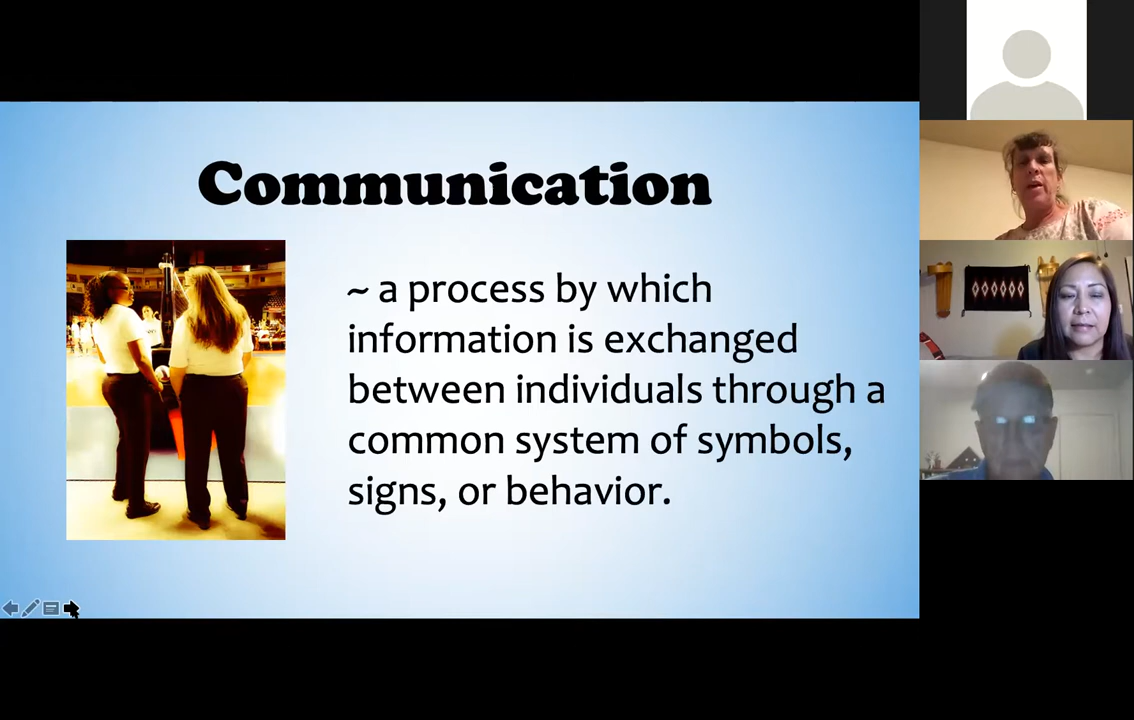 Communication
~ a process by which
information is exchanged
between individuals through a
common system of symbols,
signs, or behavior.